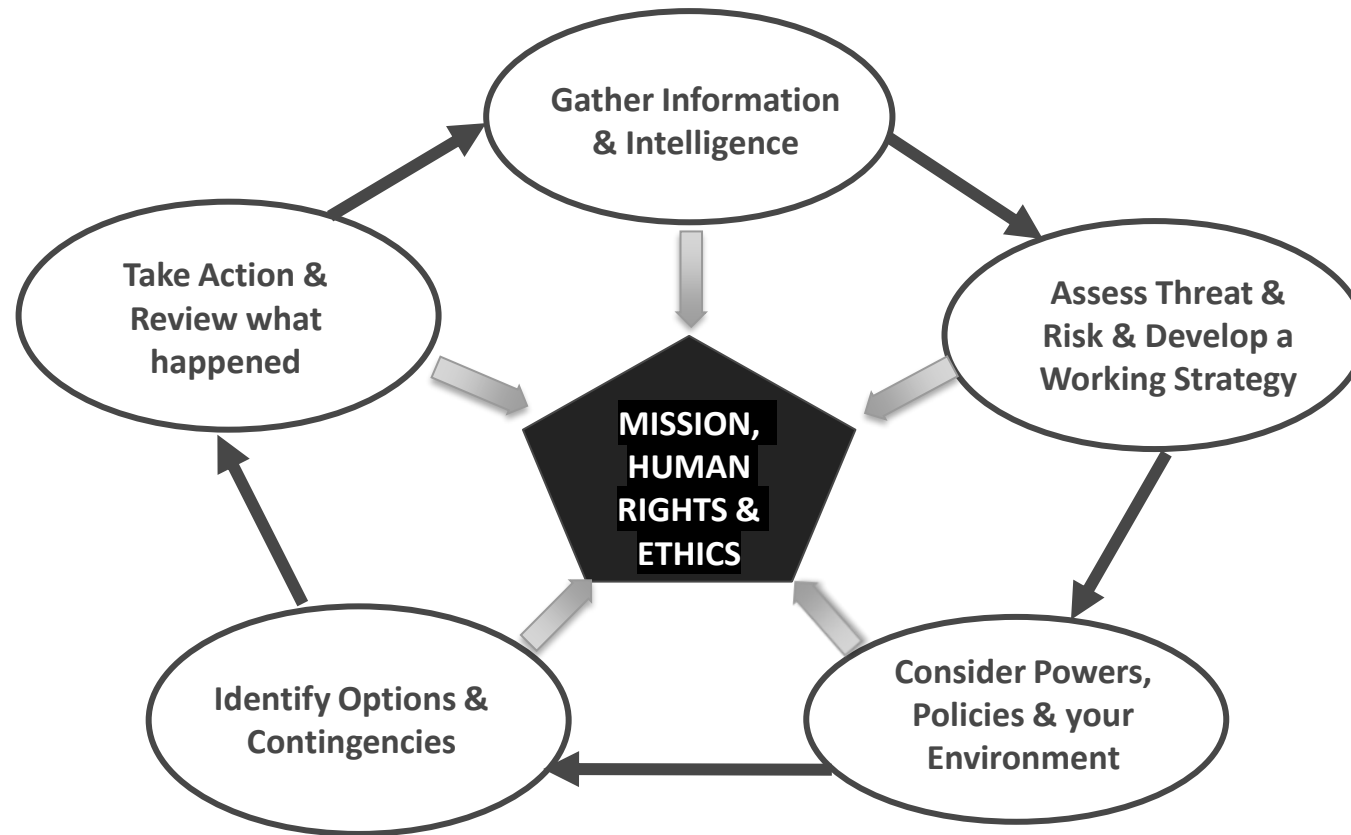 Gather Information
& Intelligence
Assess Threat &
Risk & Develop a
Working Strategy
Consider Powers,
Policies & your
Environment
Identify Options &
Contingencies
Take Action &
Review what
happened
MISSION,
HUMAN
RIGHTS &
ETHICS